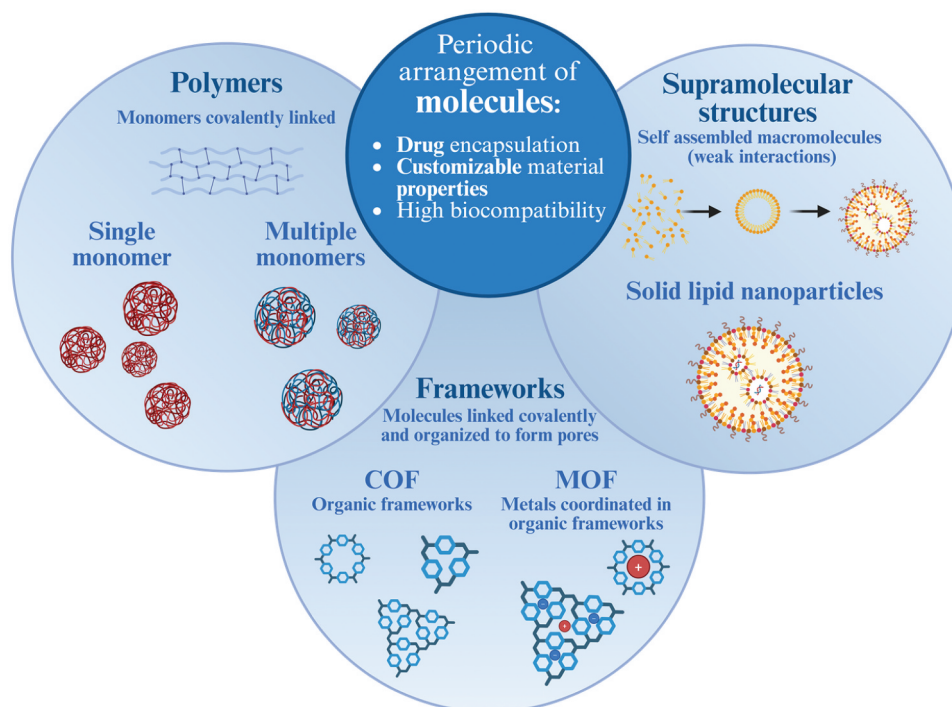 Periodic
arrangement of
molecules:
• Drug encapsulation
• Customizable material
properties
• High biocompatibility
Polymers
Monomers covalently linked
Single
monomer
Multiple
monomers
Supramolecular
structures
Self assembled macromolecules
(weak interactions)
Solid lipid nanoparticles
Frameworks
Molecules linked covalently
and organized to form pores
COF
Organic frameworks
MOF
Metals coordinated in
organic frameworks
+
+
-
-
-